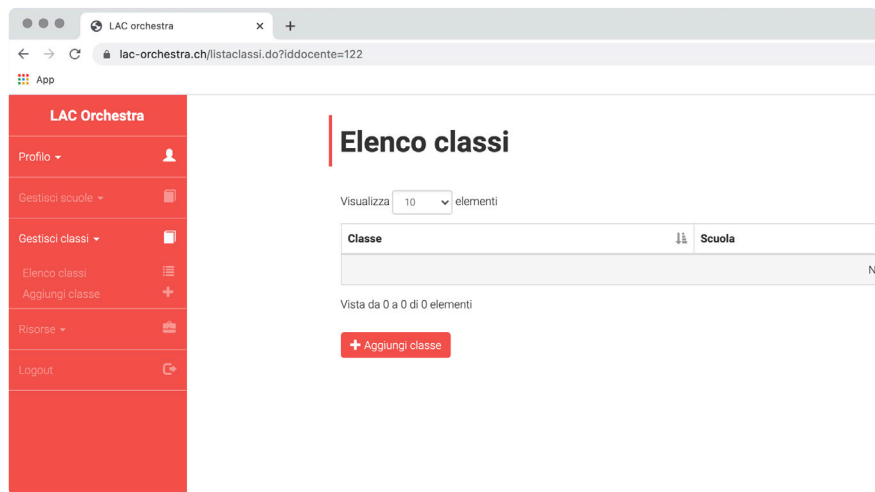 LAC orchestra
lac-orchestra.ch/listaclassi.do?iddocente=122
App
LAC Orchestra
Profilo
Gestisci scuole
Gestisci classi
Elenco classi
Aggiungi classe
Risorse
Logout
Elenco classi
Visualizza 10 elementi
Classe Scuola
N
Vista da 0 a 0 di 0 elementi
Aggiungi classe